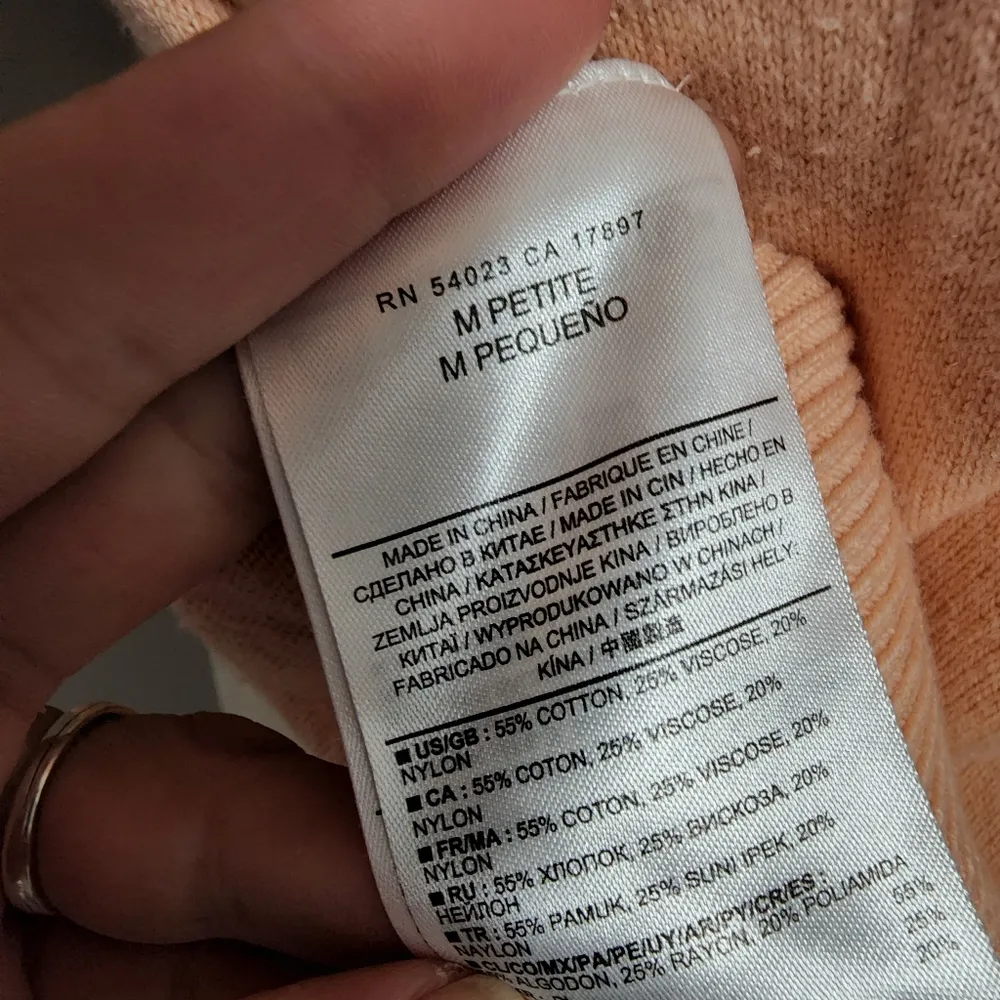 RN 54023 CA 17897
M PETITE
M PEQUEÑO
MADE IN CHINA / FABRIQUE EN CHINE /
СДЕЛАНО В КИТАЕ / MADE IN CIN / HECHO EN
CHINA / ΚΑΤΑΣΚΕΥΑΣΤΗΚΕ ΣΤΗΝ ΚΙΝΑ /
ZEMLJA PROIZVODNJE KINA / ВИРОБЛЕНО В
КИТАЇ / WYPRODUKOWANO W CHINACH /
FABRICADO NA CHINA / SZÁRMAZÁSI HELY:
KÍNA / 中國製造
■ US/GB : 55% COTTON, 25% VISCOSE, 20%
NYLON
■ CA : 55% COTON, 25% VISCOSE, 20%
NYLON
■ FR/MA : 55% COTON, 25% VISCOSE, 20%
NYLON
■ RU : 55% ХЛОПОК, 25% ВИСКОЗА, 20%
НЕЙЛОН
■ TR : 55% PAMUK, 25% SUNI IPEK, 20%
NAYLON
■ CL/CO/MX/PA/PE/UY/AR/PY/CR/ES :
ALGODON, 25% RAYON, 20% POLIAMIDA
55%
25%
20%